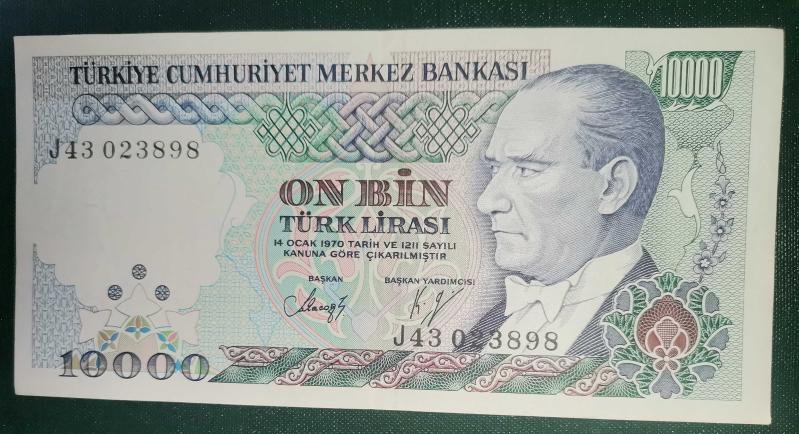 TÜRKİYE CUMHURİYET MERKEZ BANKASI
10000
J43 023898
ON BİN
TÜRK LİRASI
14 OCAK 1970 TARİH VE 1211 SAYILI
KANUNA GÖRE ÇIKARILMIŞTIR
BAŞKAN BAŞKAN YARDIMCISI
J43 023898
10000